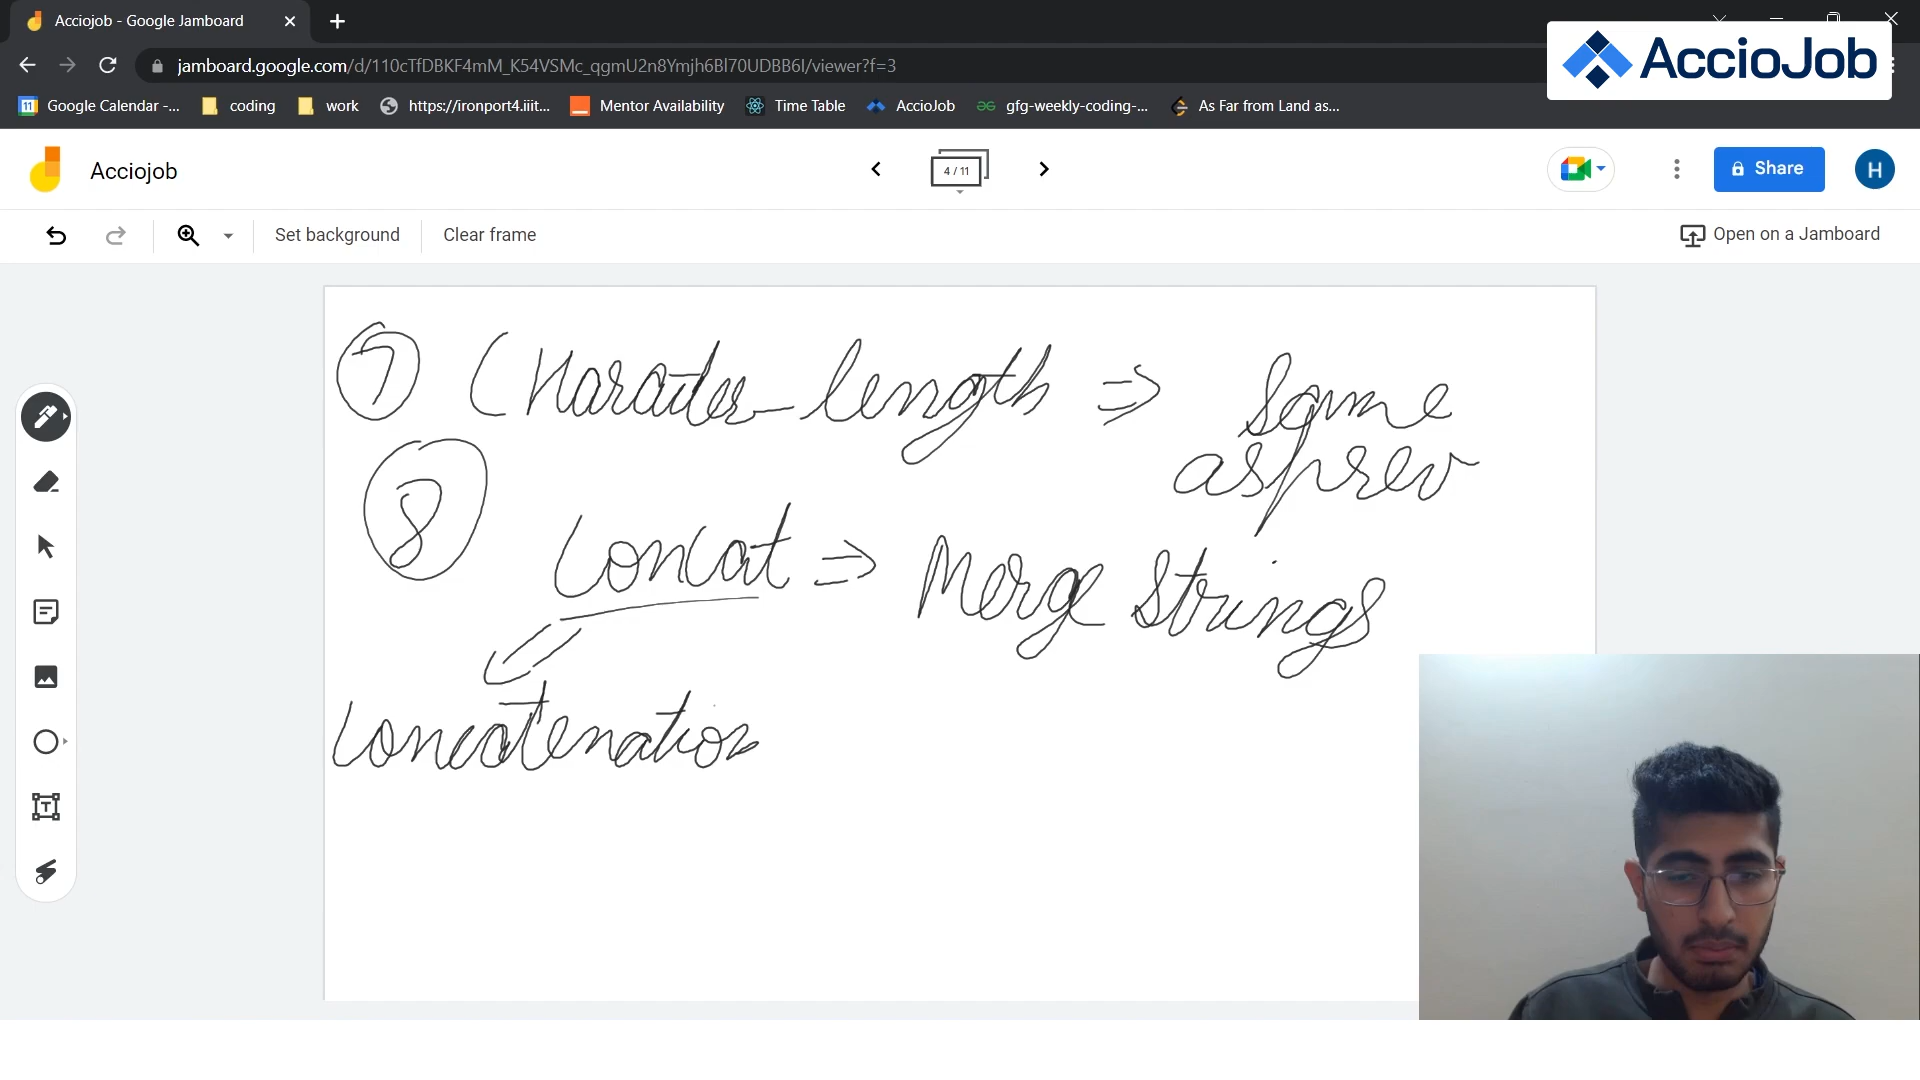 Acciojob - Google Jamboard
jamboard.google.com/d/110cTfDBKF4mM_K54VSMc_qgmU2n8Ymjh6Bl70UDBB6I/viewer?f=3
AccioJob
11 Google Calendar -... coding work https://ironport4.iiit... Mentor Availability Time Table AccioJob gfg-weekly-coding-... As Far from Land as...
Acciojob 4 / 11 Share H
Set background Clear frame Open on a Jamboard
7 Character_length ⇒ Same
as prev
8 Concat ⇒ Merge Strings
Concatenation